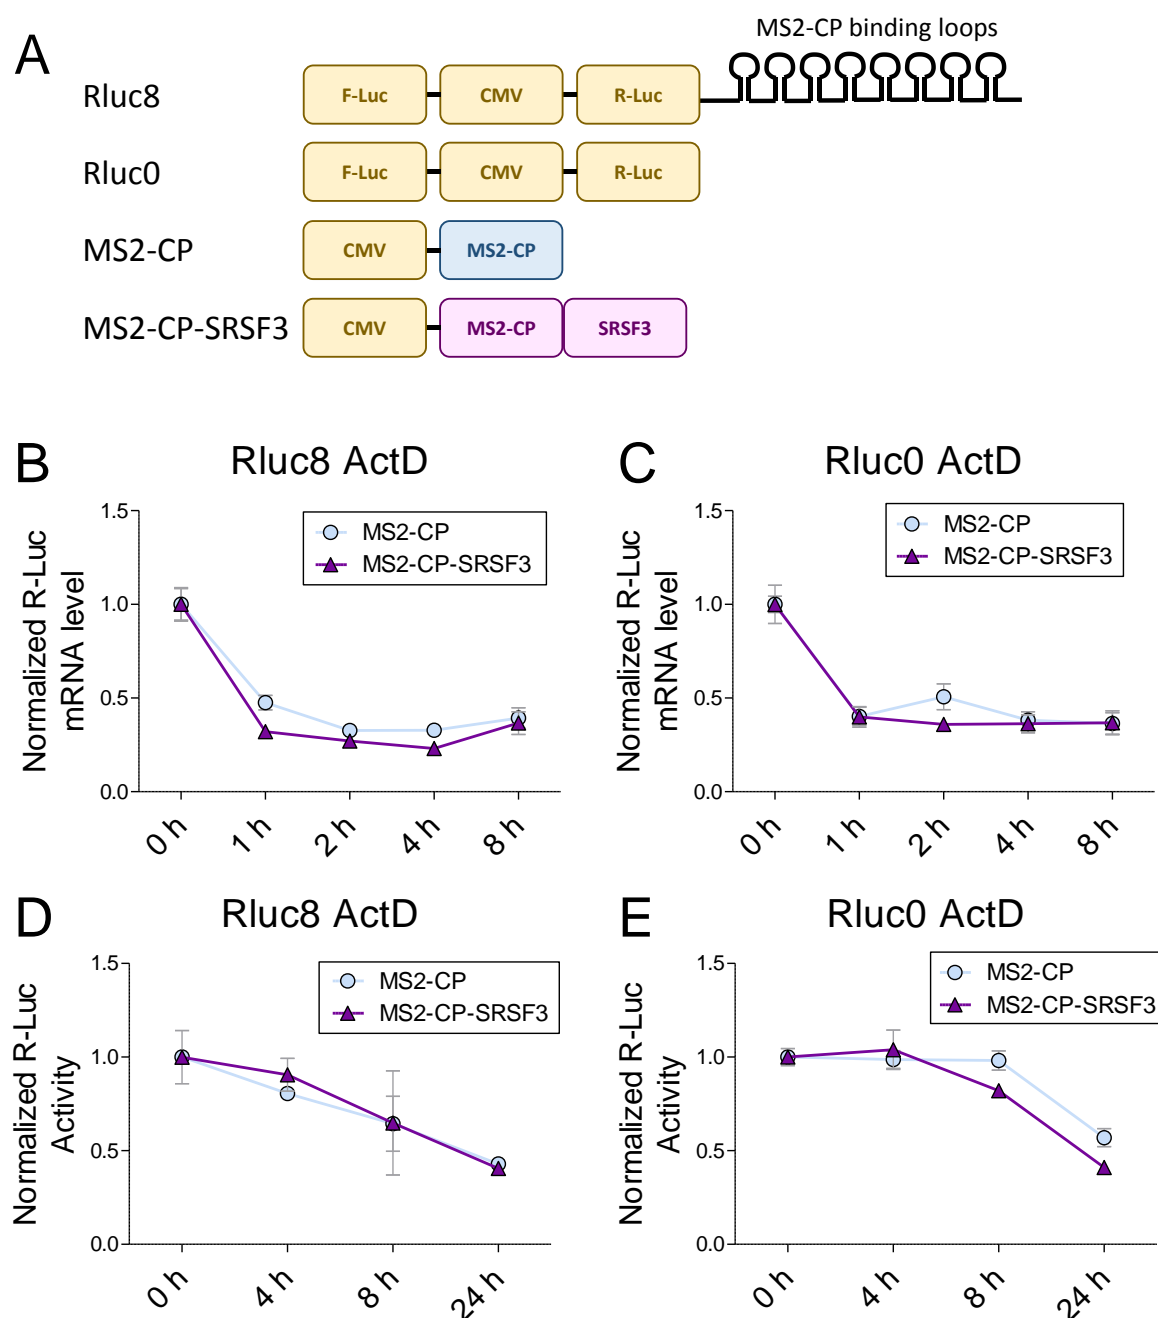 A
MS2-CP binding loops
Rluc8
F-Luc
CMV
R-Luc
Rluc0
F-Luc
CMV
R-Luc
MS2-CP
CMV
MS2-CP
MS2-CP-SRSF3
CMV
MS2-CP
SRSF3
B
Rluc8 ActD
Normalized R-Luc
mRNA level
1.5
1.0
0.5
0.0
MS2-CP
MS2-CP-SRSF3
0 h
1 h
2 h
4 h
8 h
C
Rluc0 ActD
Normalized R-Luc
mRNA level
1.5
1.0
0.5
0.0
MS2-CP
MS2-CP-SRSF3
0 h
1 h
2 h
4 h
8 h
D
Rluc8 ActD
Normalized R-Luc
Activity
1.5
1.0
0.5
0.0
MS2-CP
MS2-CP-SRSF3
0 h
4 h
8 h
24 h
E
Rluc0 ActD
Normalized R-Luc
Activity
1.5
1.0
0.5
0.0
MS2-CP
MS2-CP-SRSF3
0 h
4 h
8 h
24 h